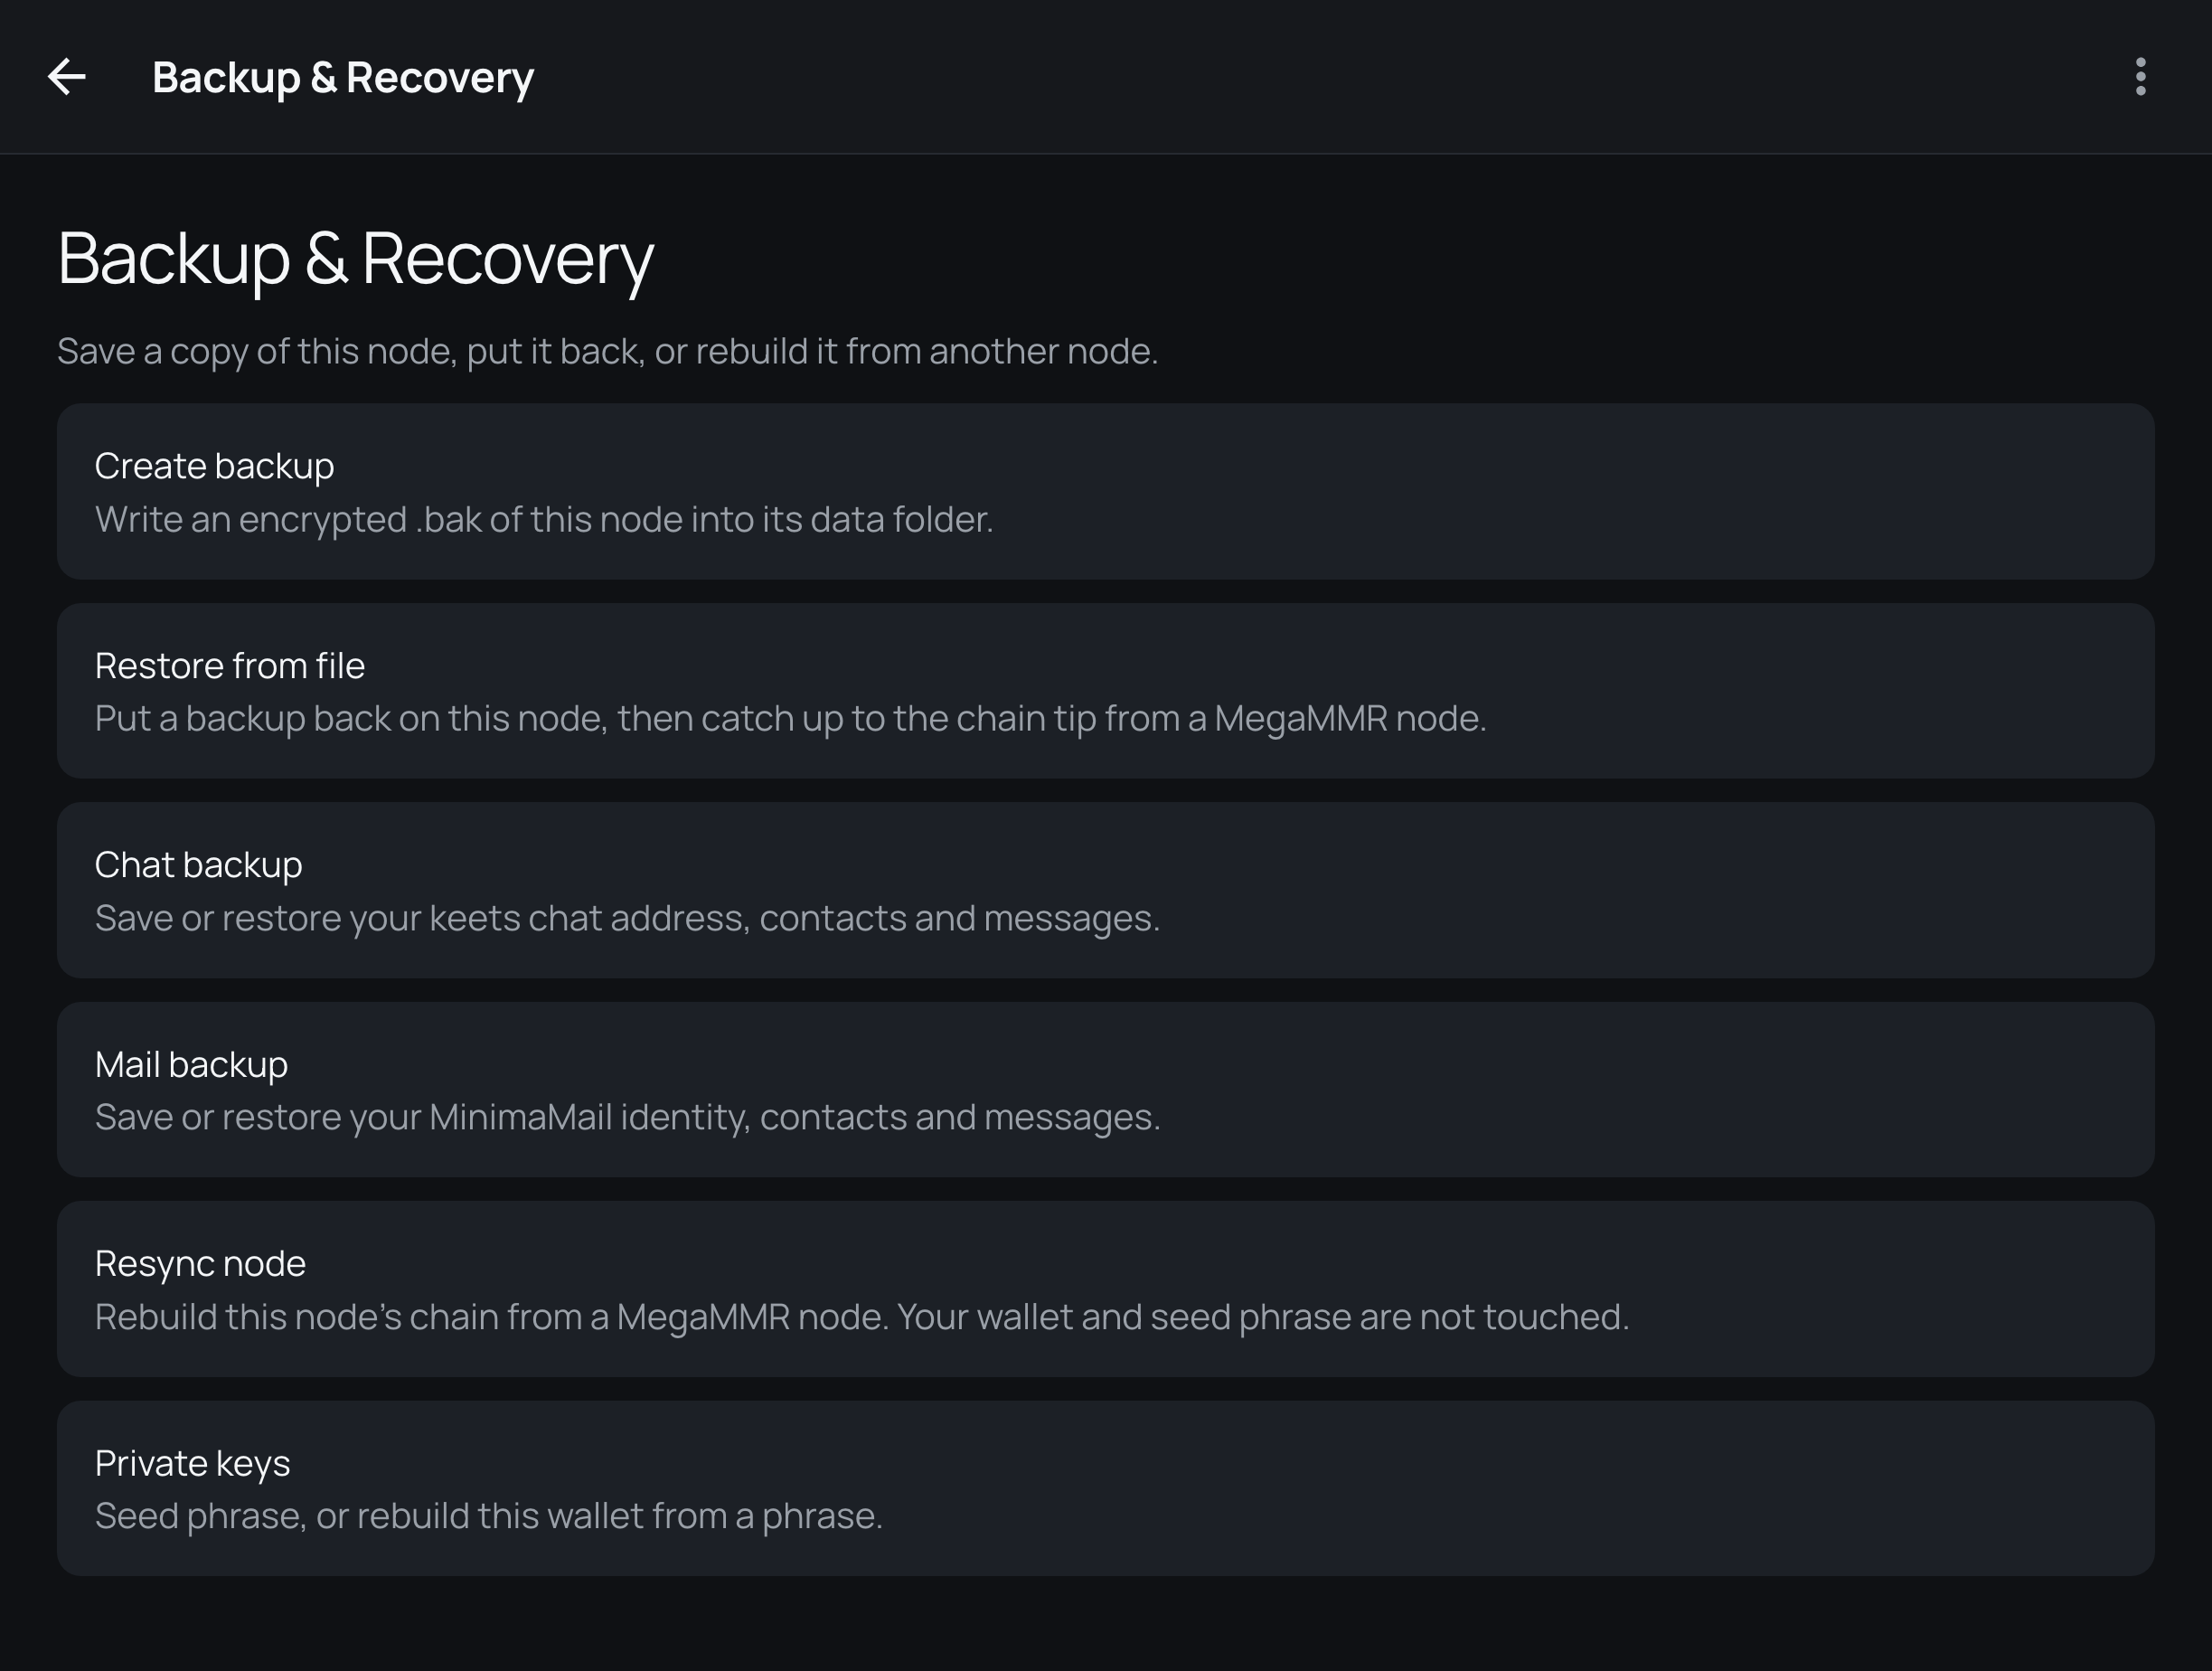 Backup & Recovery
Backup & Recovery
Save a copy of this node, put it back, or rebuild it from another node.
Create backup
Write an encrypted .bak of this node into its data folder.
Restore from file
Put a backup back on this node, then catch up to the chain tip from a MegaMMR node.
Chat backup
Save or restore your keets chat address, contacts and messages.
Mail backup
Save or restore your MinimaMail identity, contacts and messages.
Resync node
Rebuild this node’s chain from a MegaMMR node. Your wallet and seed phrase are not touched.
Private keys
Seed phrase, or rebuild this wallet from a phrase.